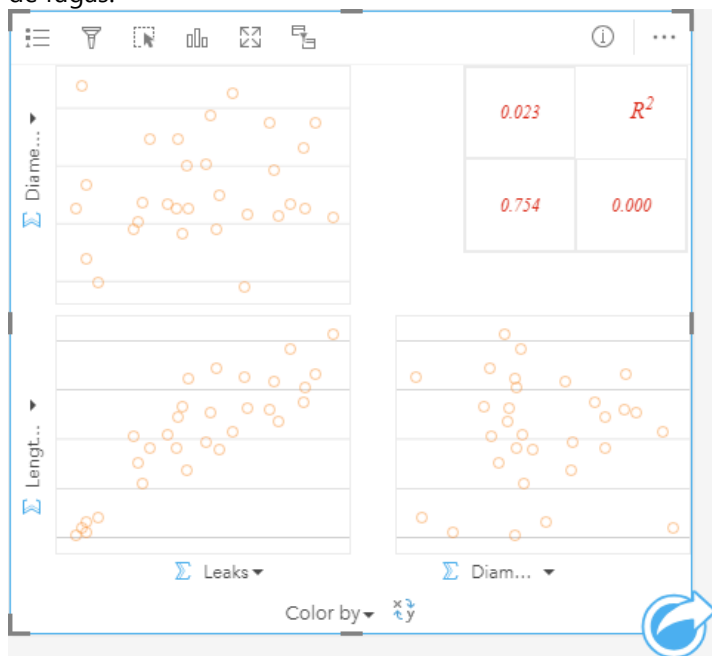 de fugas.
Diame...
0.023 R²
0.754 0.000
Lengt...
Leaks Diam...
Color by